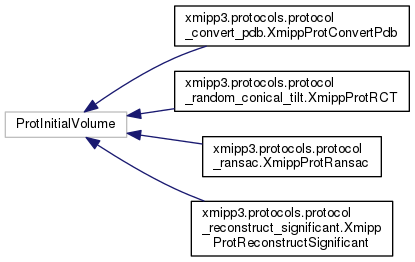 xmipp3.protocols.protocol
_convert_pdb.XmippProtConvertPdb
xmipp3.protocols.protocol
_random_conical_tilt.XmippProtRCT
ProtInitialVolume
xmipp3.protocols.protocol
_ransac.XmippProtRansac
xmipp3.protocols.protocol
_reconstruct_significant.Xmipp
ProtReconstructSignificant